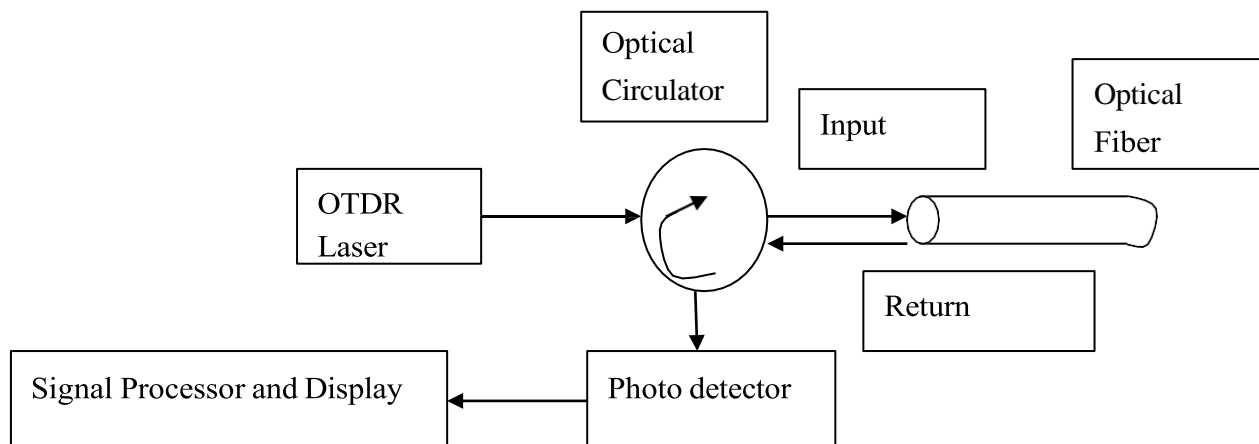 Optical
Circulator
Input
Optical
Fiber
OTDR
Laser
Return
Signal Processor and Display
Photo detector